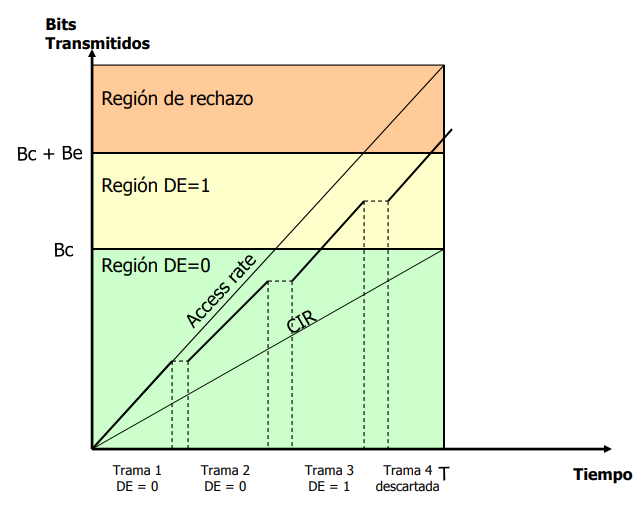 Bits
Transmitidos
Región de rechazo
Bc + Be
Región DE=1
Bc
Región DE=0
Access rate
CIR
Trama 1
DE = 0
Trama 2
DE = 0
Trama 3
DE = 1
Trama 4
descartada
T
Tiempo